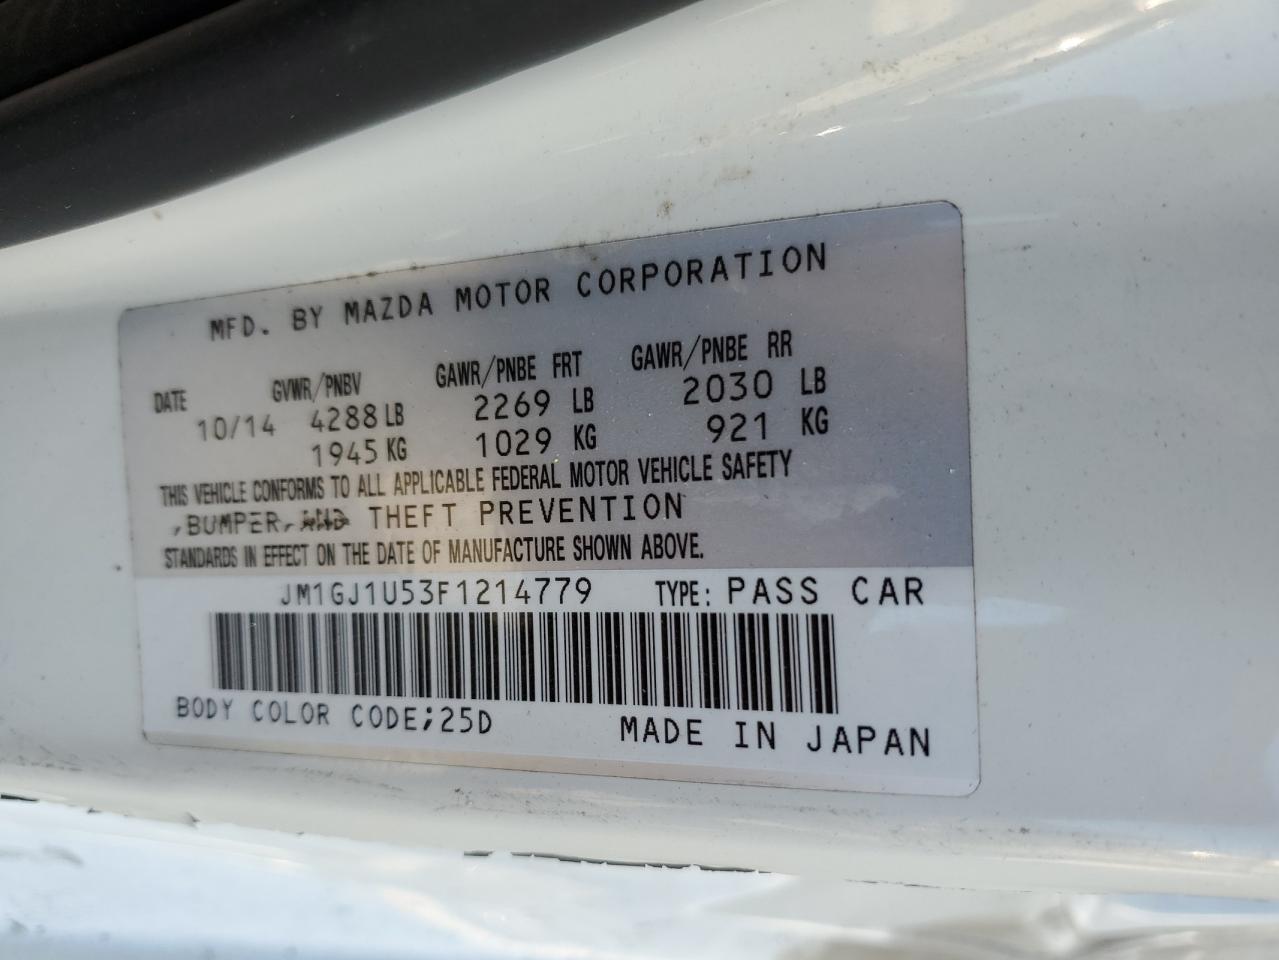 MFD. BY MAZDA MOTOR CORPORATION
DATE GVWR/PNBV GAWR/PNBE FRT GAWR/PNBE RR
10/14 4288 LB 2269 LB 2030 LB
1945 KG 1029 KG 921 KG
THIS VEHICLE CONFORMS TO ALL APPLICABLE FEDERAL MOTOR VEHICLE SAFETY
,BUMPER, AND THEFT PREVENTION
STANDARDS IN EFFECT ON THE DATE OF MANUFACTURE SHOWN ABOVE.
JM1GJ1U53F1214779 TYPE: PASS CAR
BODY COLOR CODE;25D MADE IN JAPAN